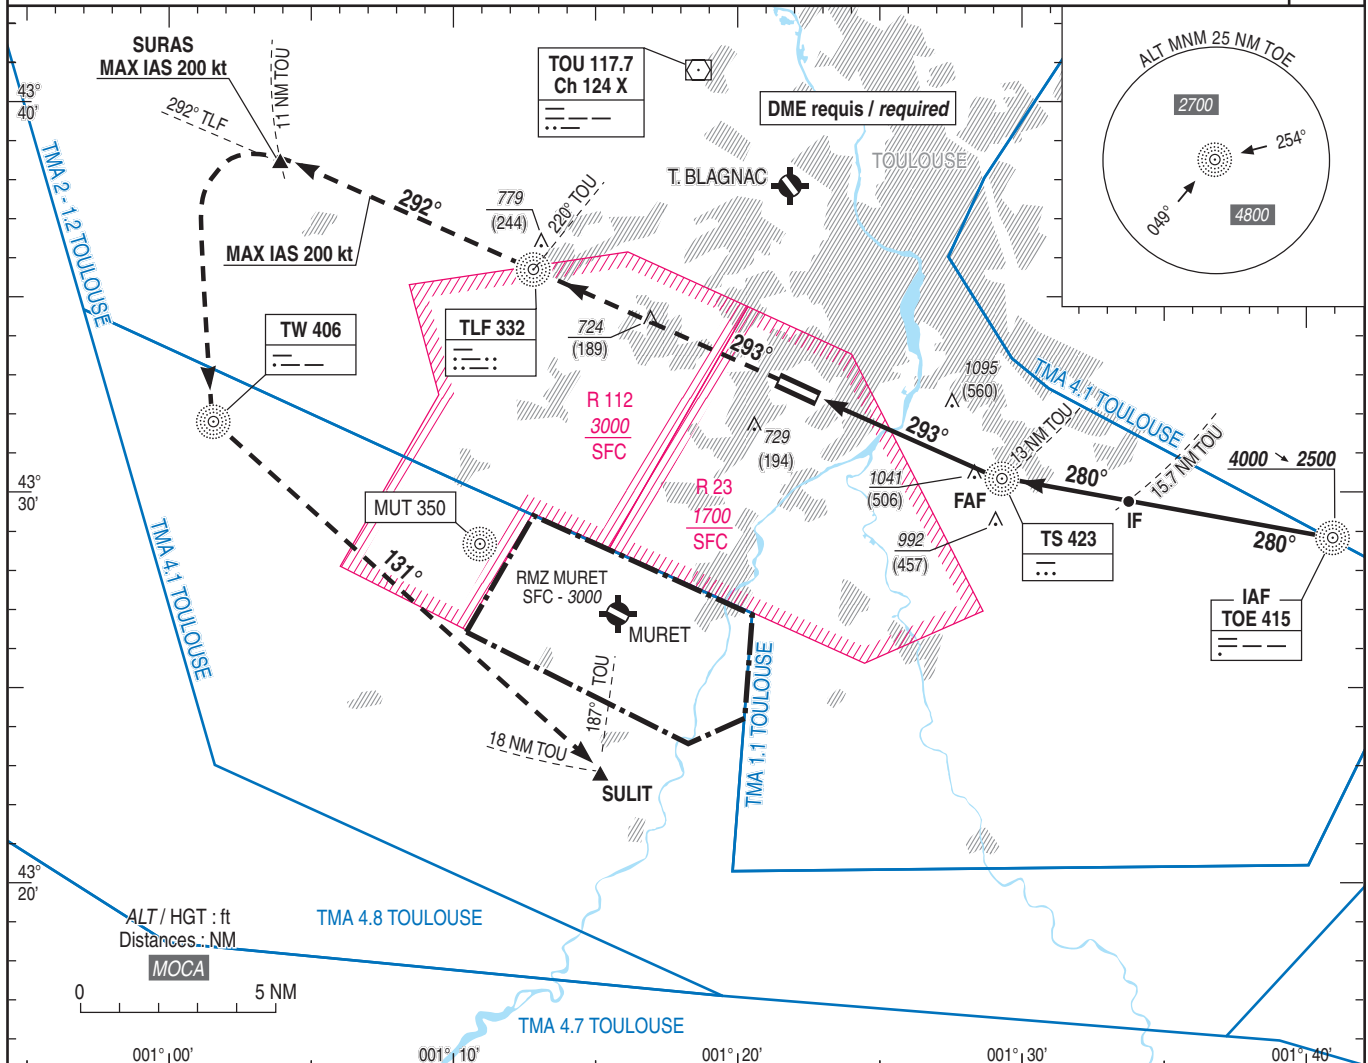 SURAS
MAX IAS 200 kt
11 NM TOU
292° TLF
43°
40'
TOU 117.7
Ch 124 X
DME requis / required
TOULOUSE
T. BLAGNAC
ALT MNM 25 NM TOE
2700
254°
049°
4800
TMA 2 - 1.2 TOULOUSE
292°
779
(244)
220° TOU
MAX IAS 200 kt
TW 406
TLF 332
724
(189)
293°
R 112
3000
SFC
729
(194)
R 23
1700
SFC
293°
1095
(560)
TMA 4.1 TOULOUSE
13 NM TOU
1041
(506)
FAF
280°
15.7 NM TOU
IF
4000 ➘ 2500
280°
992
(457)
TS 423
IAF
TOE 415
43°
30'
MUT 350
131°
RMZ MURET
SFC - 3000
MURET
TMA 4.1 TOULOUSE
187° TOU
18 NM TOU
SULIT
TMA 1.1 TOULOUSE
43°
20'
ALT / HGT : ft
Distances : NM
MOCA
0 5 NM
TMA 4.8 TOULOUSE
TMA 4.7 TOULOUSE
001° 00'
001° 10'
001° 20'
001° 30'
001° 40'